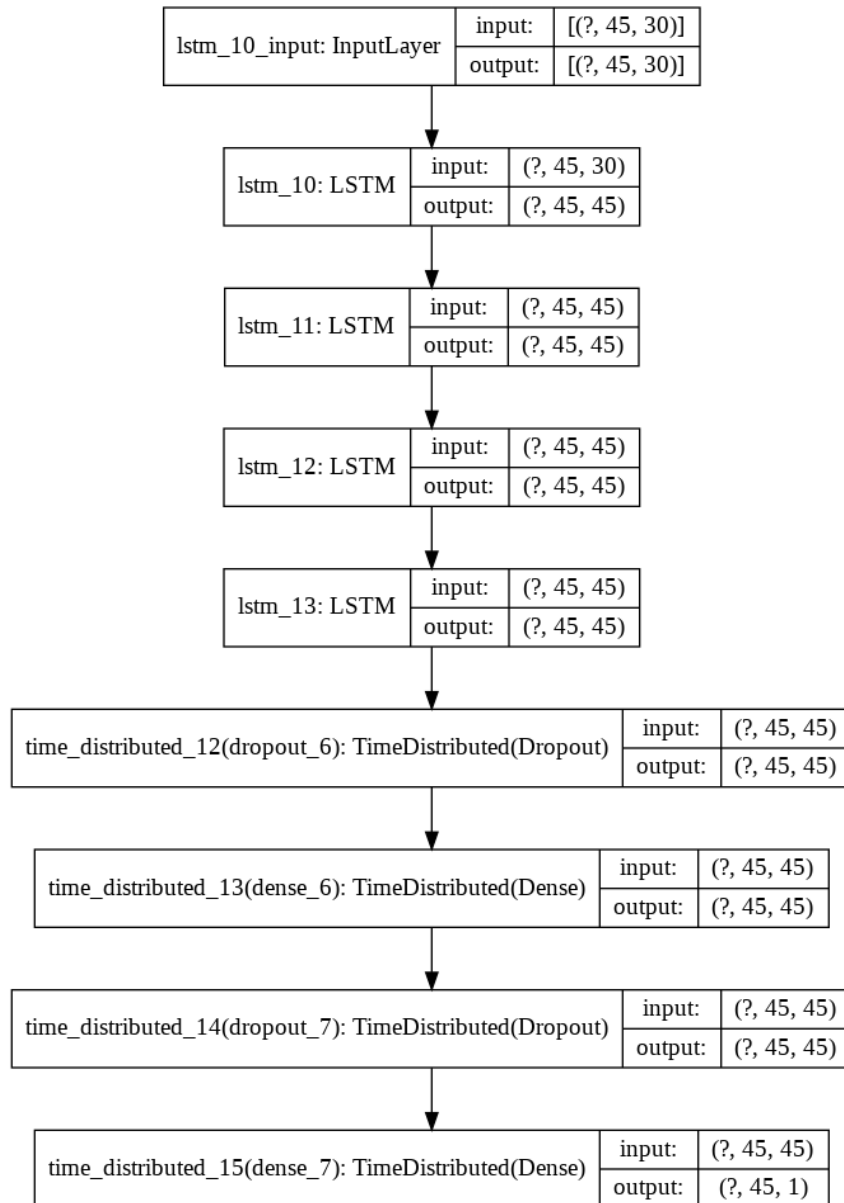 lstm_10_input: InputLayer
input: [(?, 45, 30)]
output: [(?, 45, 30)]
lstm_10: LSTM
input: (?, 45, 30)
output: (?, 45, 45)
lstm_11: LSTM
input: (?, 45, 45)
output: (?, 45, 45)
lstm_12: LSTM
input: (?, 45, 45)
output: (?, 45, 45)
lstm_13: LSTM
input: (?, 45, 45)
output: (?, 45, 45)
time_distributed_12(dropout_6): TimeDistributed(Dropout)
input: (?, 45, 45)
output: (?, 45, 45)
time_distributed_13(dense_6): TimeDistributed(Dense)
input: (?, 45, 45)
output: (?, 45, 45)
time_distributed_14(dropout_7): TimeDistributed(Dropout)
input: (?, 45, 45)
output: (?, 45, 45)
time_distributed_15(dense_7): TimeDistributed(Dense)
input: (?, 45, 45)
output: (?, 45, 1)